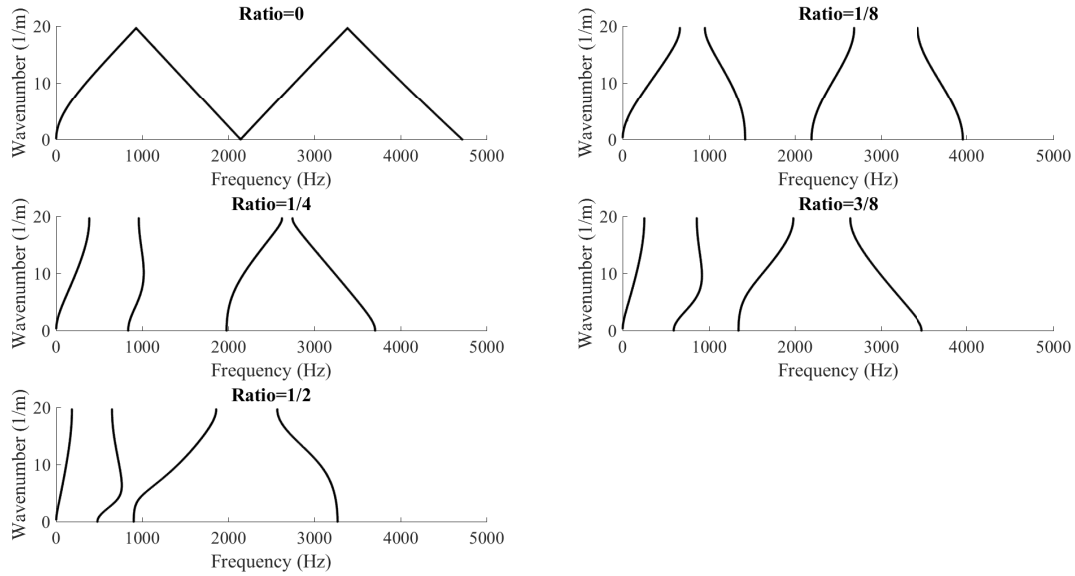 Ratio=0
20
10
0
Wavenumber (1/m)
0 1000 2000 3000 4000 5000
Frequency (Hz)
Ratio=1/8
20
10
0
Wavenumber (1/m)
0 1000 2000 3000 4000 5000
Frequency (Hz)
Ratio=1/4
20
10
0
Wavenumber (1/m)
0 1000 2000 3000 4000 5000
Frequency (Hz)
Ratio=3/8
20
10
0
Wavenumber (1/m)
0 1000 2000 3000 4000 5000
Frequency (Hz)
Ratio=1/2
20
10
0
Wavenumber (1/m)
0 1000 2000 3000 4000 5000
Frequency (Hz)